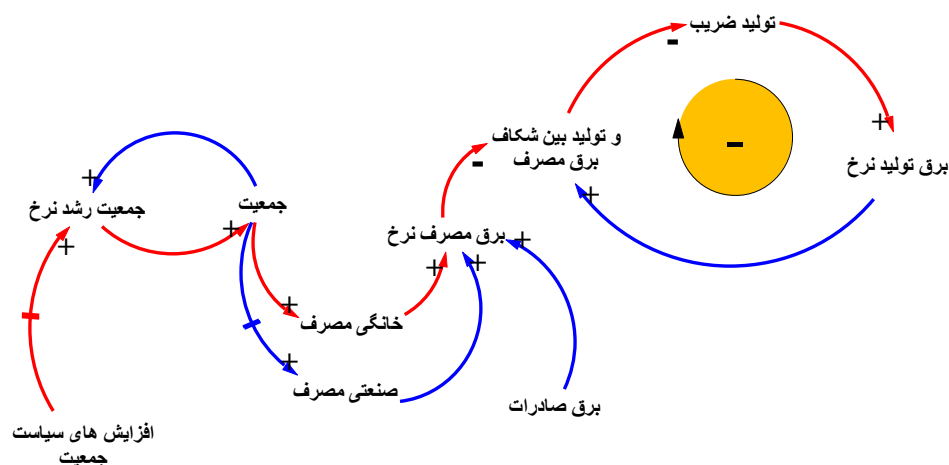 تولید ضریب
و تولید بین شکاف
برق مصرف
-
برق تولید نرخ
+
-
+
-
جمعیت
جمعیت رشد نرخ
+
+
+
برق مصرف نرخ
+
+
+
خانگی مصرف
+
صنعتی مصرف
+
برق صادرات
افزایش های سیاست
جمعیت